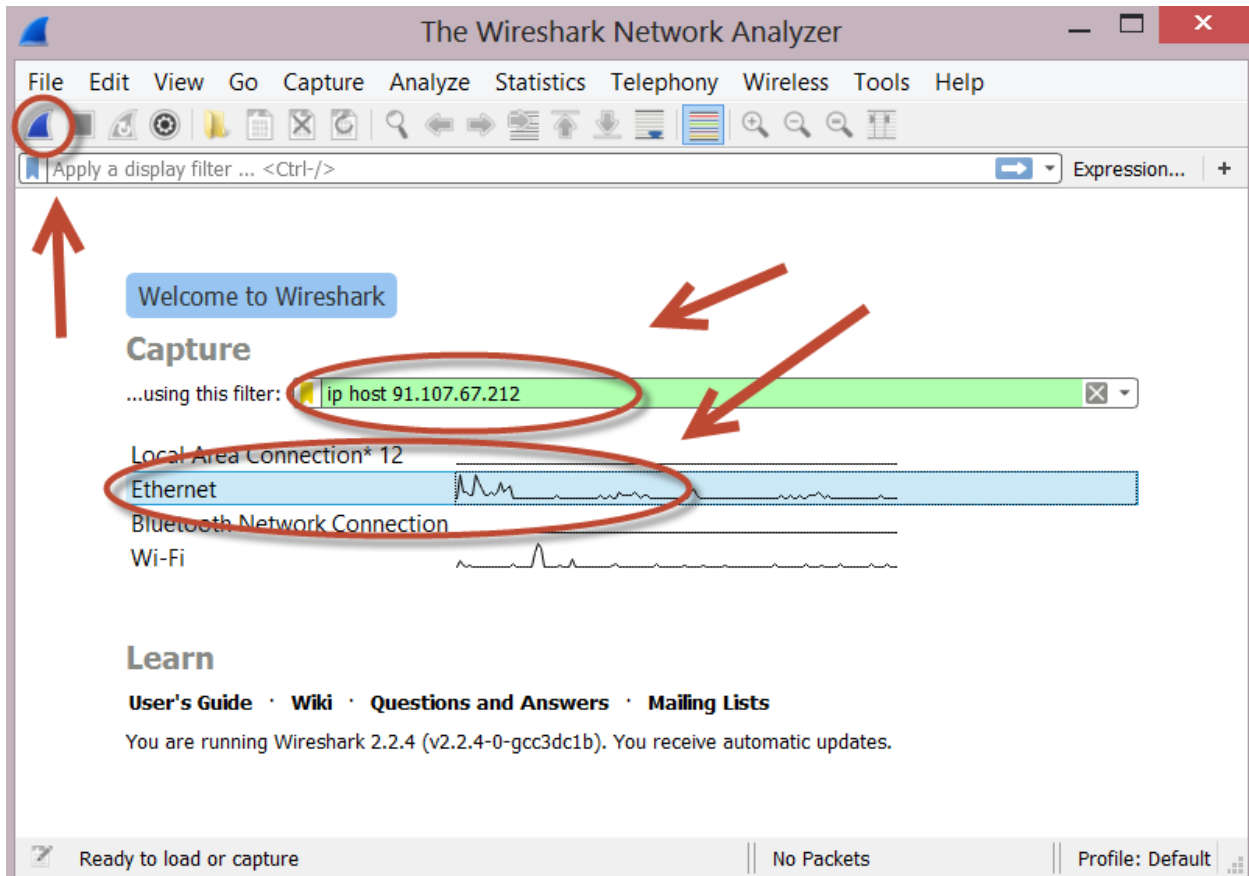 The Wireshark Network Analyzer
File Edit View Go Capture Analyze Statistics Telephony Wireless Tools Help
Apply a display filter ... <Ctrl-/> Expression... +
Welcome to Wireshark
Capture
...using this filter: ip host 91.107.67.212
Local Area Connection* 12
Ethernet
Bluetooth Network Connection
Wi-Fi
Learn
User's Guide · Wiki · Questions and Answers · Mailing Lists
You are running Wireshark 2.2.4 (v2.2.4-0-gcc3dc1b). You receive automatic updates.
Ready to load or capture No Packets Profile: Default